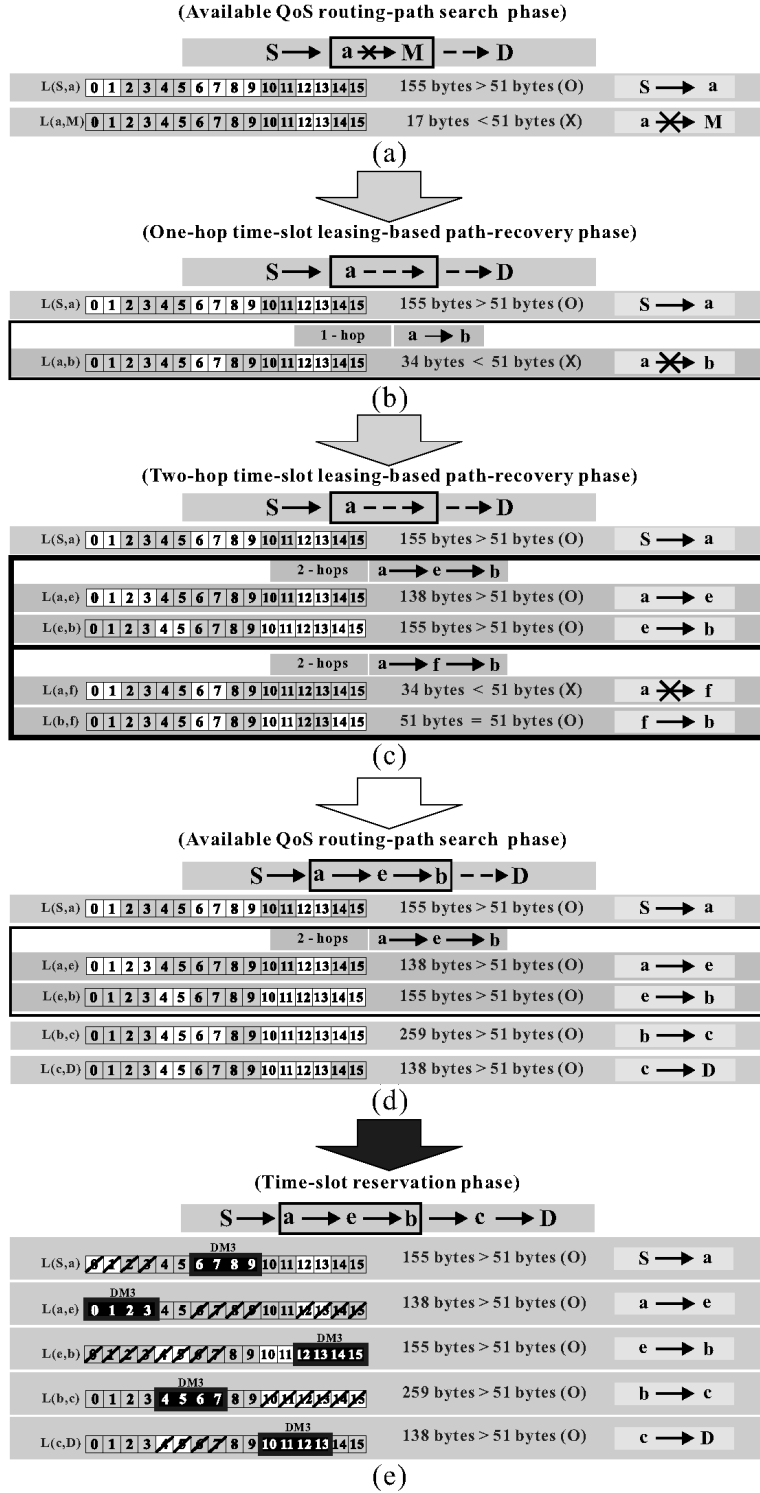 (Available QoS routing-path search phase)
S a M D
L(S,a) 0 1 2 3 4 5 6 7 8 9 10 11 12 13 14 15 155 bytes > 51 bytes (O) S a
L(a,M) 0 1 2 3 4 5 6 7 8 9 10 11 12 13 14 15 17 bytes < 51 bytes (X) a M
(a)
(One-hop time-slot leasing-based path-recovery phase)
S a D
L(S,a) 0 1 2 3 4 5 6 7 8 9 10 11 12 13 14 15 155 bytes > 51 bytes (O) S a
1 - hop a b
L(a,b) 0 1 2 3 4 5 6 7 8 9 10 11 12 13 14 15 34 bytes < 51 bytes (X) a b
(b)
(Two-hop time-slot leasing-based path-recovery phase)
S a D
L(S,a) 0 1 2 3 4 5 6 7 8 9 10 11 12 13 14 15 155 bytes > 51 bytes (O) S a
2 - hops a e b
L(a,e) 0 1 2 3 4 5 6 7 8 9 10 11 12 13 14 15 138 bytes > 51 bytes (O) a e
L(e,b) 0 1 2 3 4 5 6 7 8 9 10 11 12 13 14 15 155 bytes > 51 bytes (O) e b
2 - hops a f b
L(a,f) 0 1 2 3 4 5 6 7 8 9 10 11 12 13 14 15 34 bytes < 51 bytes (X) a f
L(b,f) 0 1 2 3 4 5 6 7 8 9 10 11 12 13 14 15 51 bytes = 51 bytes (O) f b
(c)
(Available QoS routing-path search phase)
S a e b D
L(S,a) 0 1 2 3 4 5 6 7 8 9 10 11 12 13 14 15 155 bytes > 51 bytes (O) S a
2 - hops a e b
L(a,e) 0 1 2 3 4 5 6 7 8 9 10 11 12 13 14 15 138 bytes > 51 bytes (O) a e
L(e,b) 0 1 2 3 4 5 6 7 8 9 10 11 12 13 14 15 155 bytes > 51 bytes (O) e b
L(b,c) 0 1 2 3 4 5 6 7 8 9 10 11 12 13 14 15 259 bytes > 51 bytes (O) b c
L(c,D) 0 1 2 3 4 5 6 7 8 9 10 11 12 13 14 15 138 bytes > 51 bytes (O) c D
(d)
(Time-slot reservation phase)
S a e b c D
DM3
L(S,a) 0 1 2 3 4 5 6 7 8 9 10 11 12 13 14 15 155 bytes > 51 bytes (O) S a
DM3
L(a,e) 0 1 2 3 4 5 6 7 8 9 10 11 12 13 14 15 138 bytes > 51 bytes (O) a e
DM3
L(e,b) 0 1 2 3 4 5 6 7 8 9 10 11 12 13 14 15 155 bytes > 51 bytes (O) e b
DM3
L(b,c) 0 1 2 3 4 5 6 7 8 9 10 11 12 13 14 15 259 bytes > 51 bytes (O) b c
DM3
L(c,D) 0 1 2 3 4 5 6 7 8 9 10 11 12 13 14 15 138 bytes > 51 bytes (O) c D
(e)